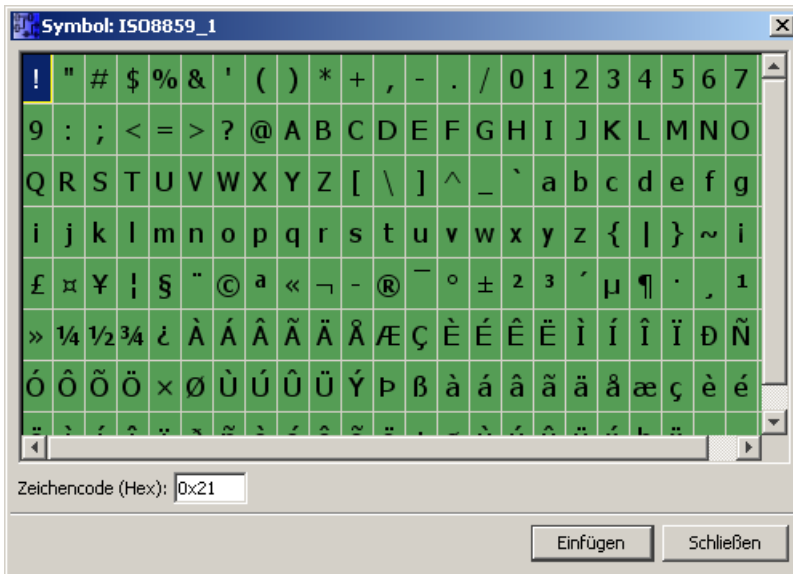 Symbol: ISO8859_1
! " # $ % & ' ( ) * + , - . / 0 1 2 3 4 5 6 7
9 : ; < = > ? @ A B C D E F G H I J K L M N O
Q R S T U V W X Y Z [ \ ] ^ _ ` a b c d e f g
i j k l m n o p q r s t u v w x y z { | } ~ ¡
£ ¤ ¥ ¦ § ¨ © ª « ¬ - ® ¯ ° ± ² ³ ´ µ ¶ · ¸ ¹
» ¼ ½ ¾ ¿ À Á Â Ã Ä Å Æ Ç È É Ê Ë Ì Í Î Ï Ð Ñ
Ó Ô Õ Ö × Ø Ù Ú Û Ü Ý Þ ß à á â ã ä å æ ç è é
Zeichencode (Hex): 0x21
Einfügen Schließen